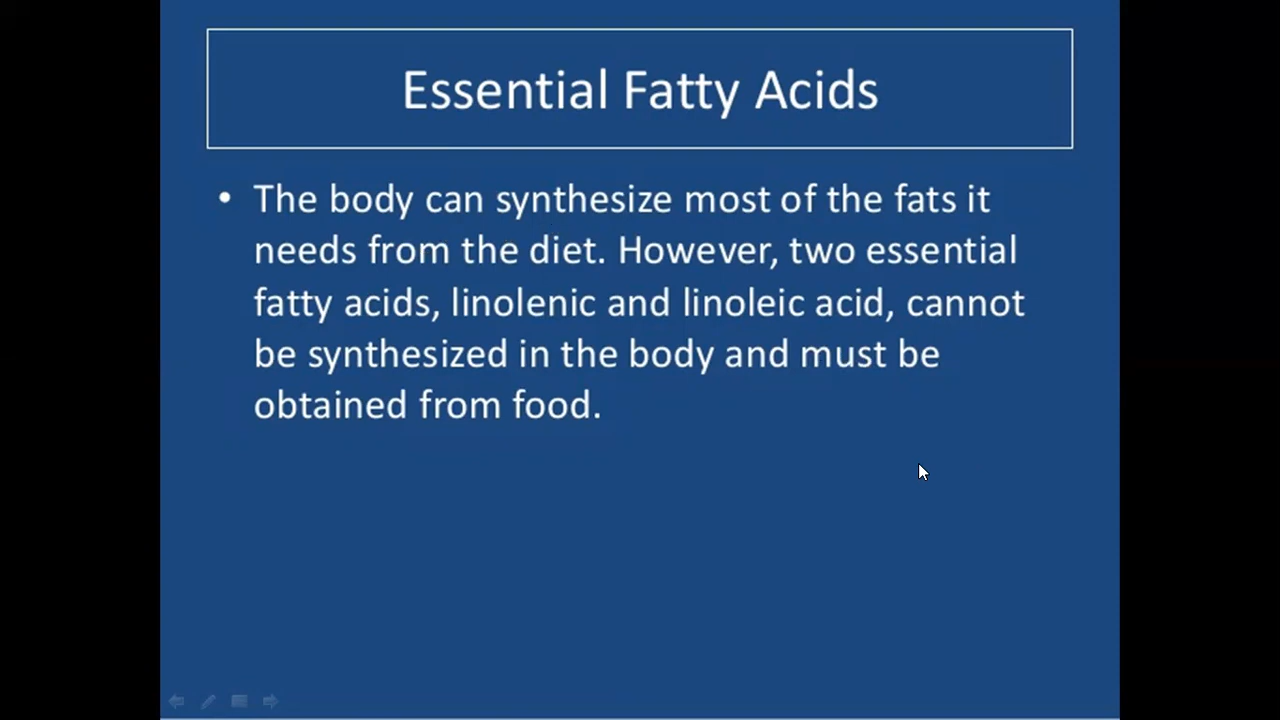 Essential Fatty Acids
• The body can synthesize most of the fats it
needs from the diet. However, two essential
fatty acids, linolenic and linoleic acid, cannot
be synthesized in the body and must be
obtained from food.